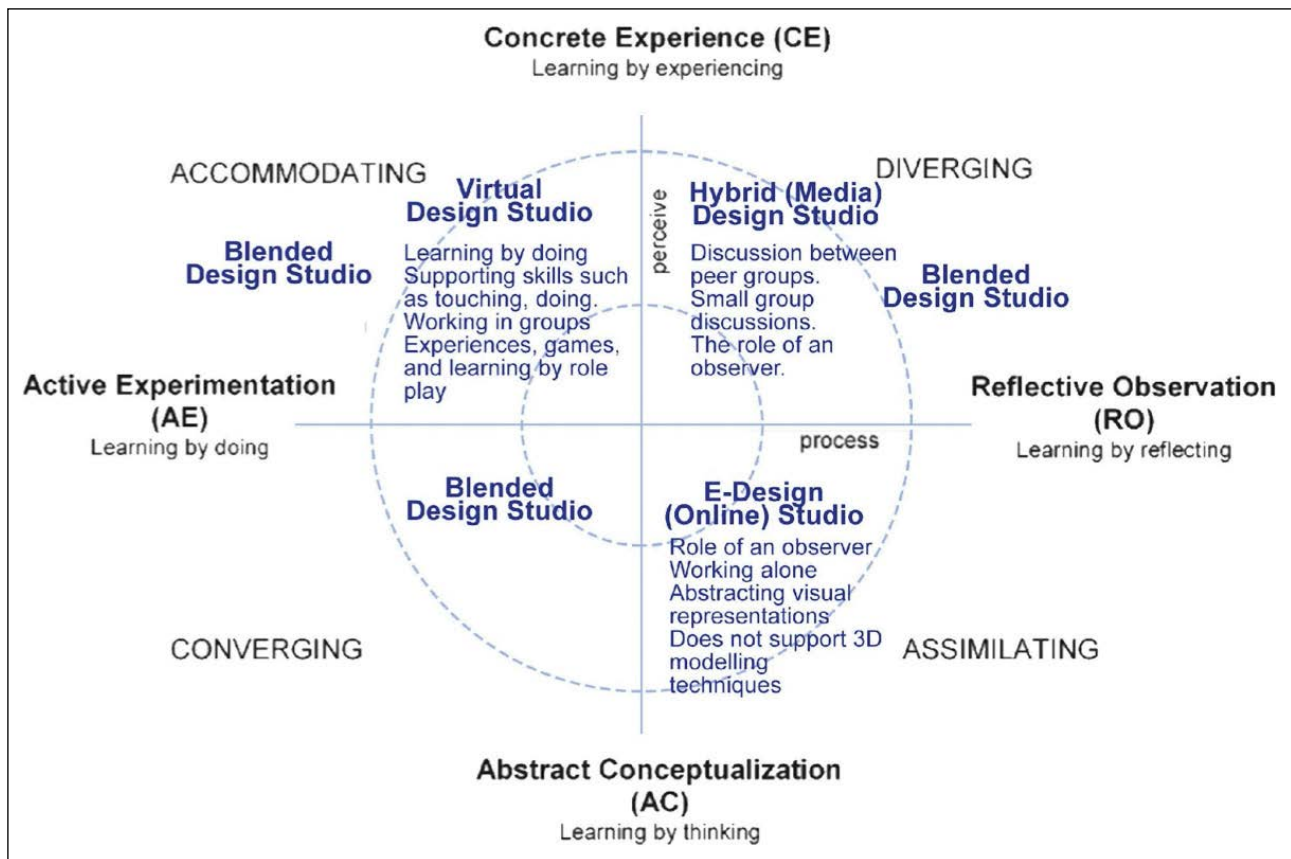 Concrete Experience (CE)
Learning by experiencing
ACCOMMODATING
DIVERGING
Virtual
Design Studio
perceive
Hybrid (Media)
Design Studio
Blended
Design Studio
Learning by doing
Supporting skills such
as touching, doing.
Working in groups
Experiences, games,
and learning by role
play
Discussion between
peer groups.
Small group
discussions.
The role of an
observer.
Blended
Design Studio
Active Experimentation
(AE)
Learning by doing
Reflective Observation
(RO)
Learning by reflecting
process
Blended
Design Studio
E-Design
(Online) Studio
Role of an observer
Working alone
Abstracting visual
representations
Does not support 3D
modelling
techniques
CONVERGING
ASSIMILATING
Abstract Conceptualization
(AC)
Learning by thinking